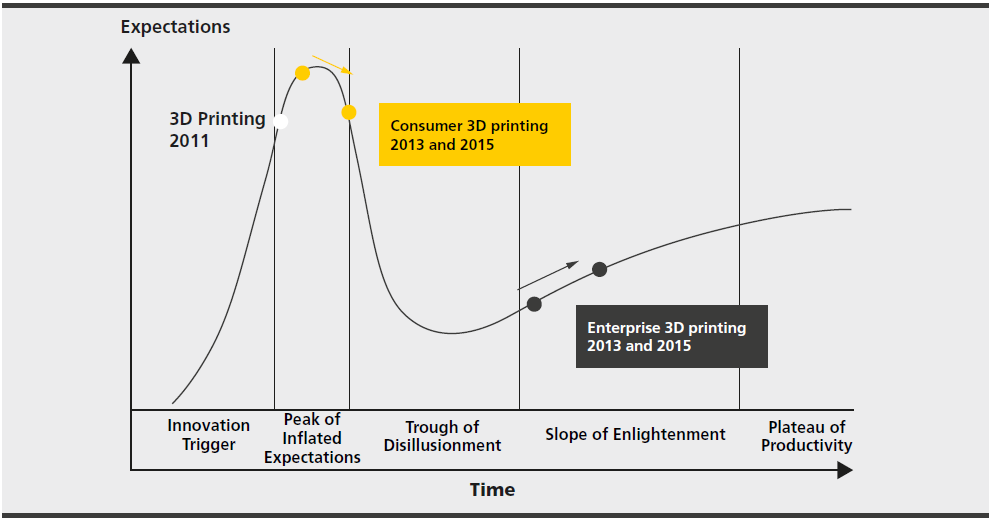 Expectations
3D Printing
2011
Consumer 3D printing
2013 and 2015
Enterprise 3D printing
2013 and 2015
Innovation
Trigger
Peak of
Inflated
Expectations
Trough of
Disillusionment
Slope of Enlightenment
Plateau of
Productivity
Time